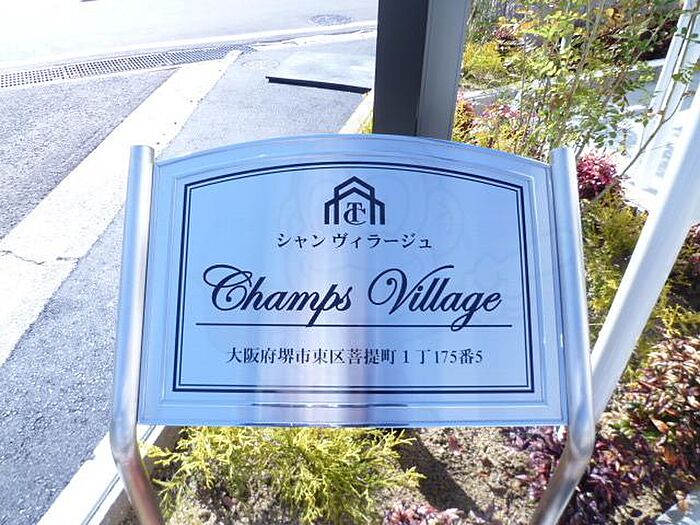 TC
シャン ヴィラージュ
Champs Village
大阪府堺市東区菩提町1丁175番5